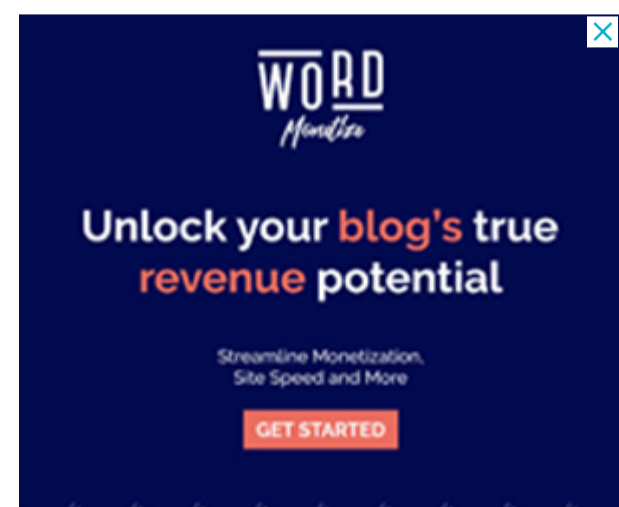 WORD
Monetize
Unlock your blog's true
revenue potential
Streamline Monetization,
Site Speed and More
GET STARTED